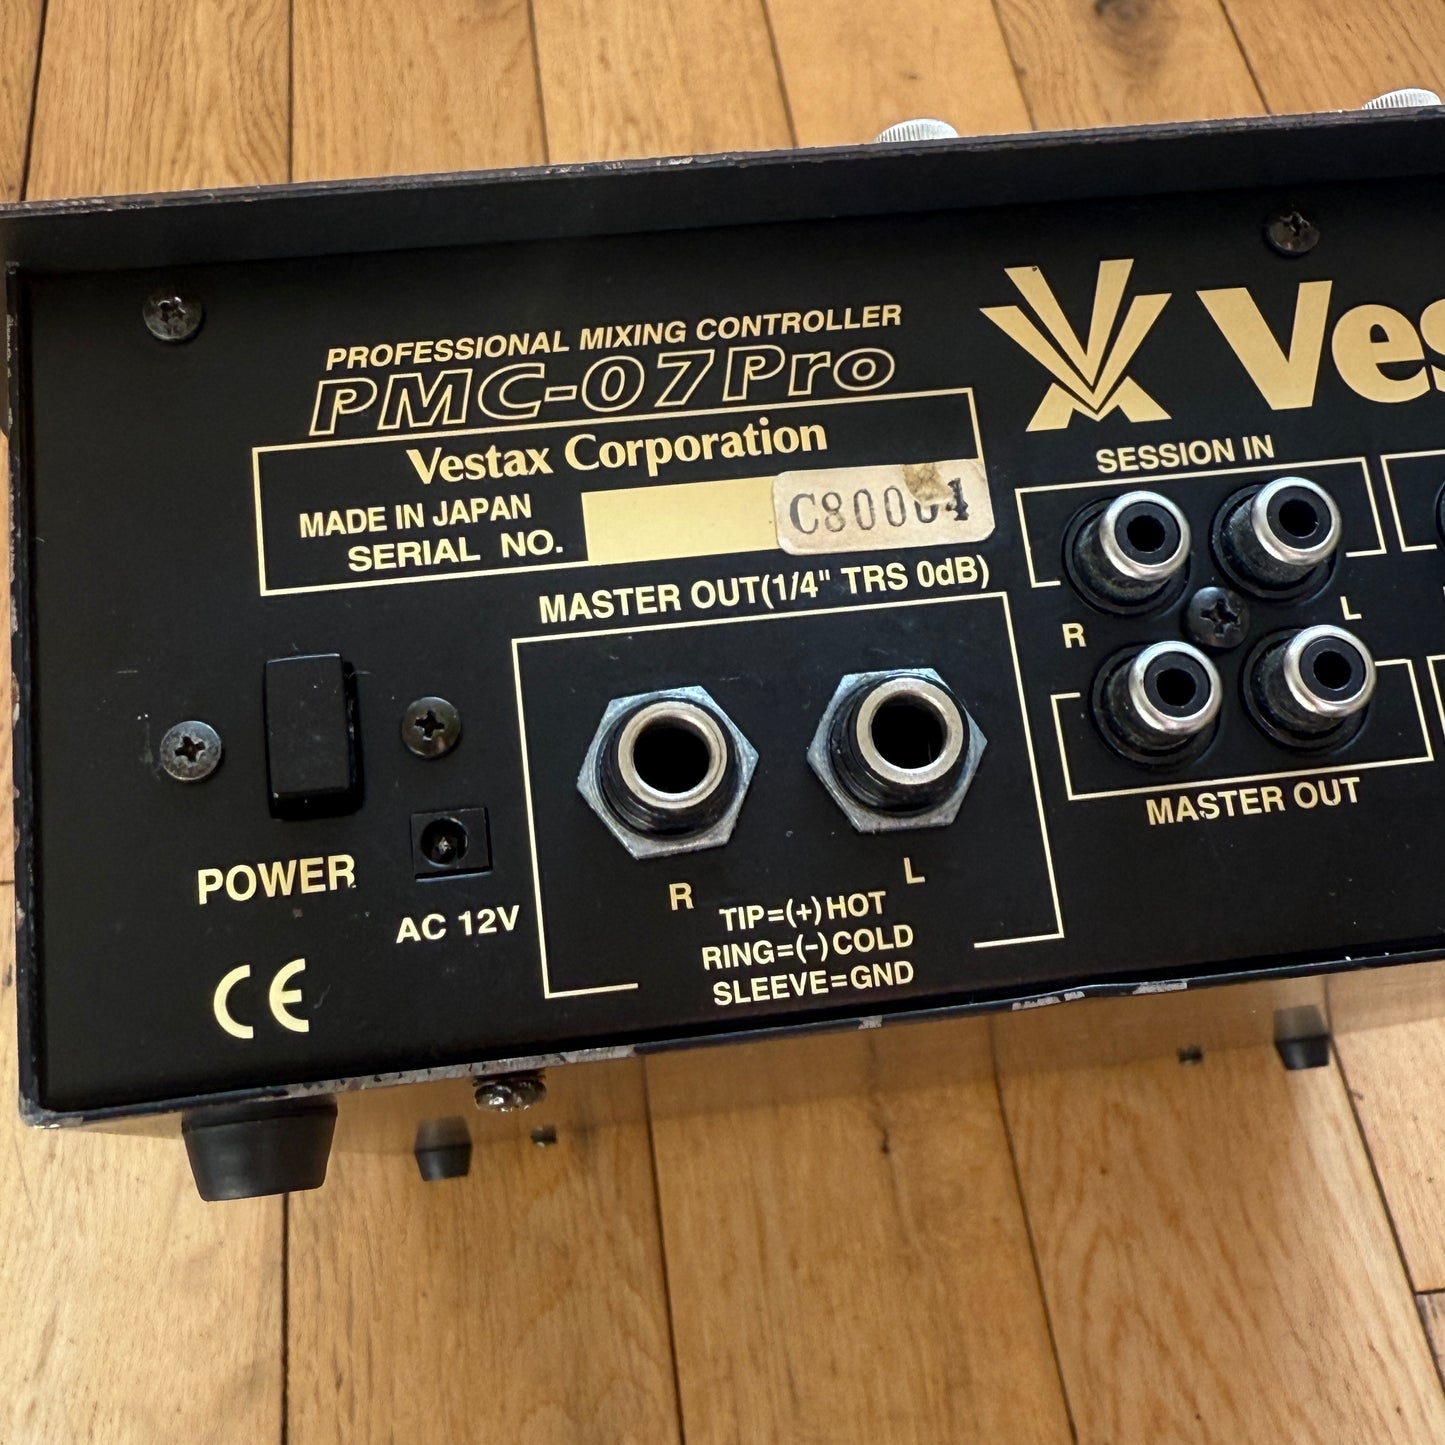 PROFESSIONAL MIXING CONTROLLER
PMC-07Pro
Vestax Corporation
MADE IN JAPAN
SERIAL NO.
MASTER OUT(1/4" TRS 0dB)
R
L
TIP=(+)HOT
RING=(-)COLD
SLEEVE=GND
POWER
AC 12V
CE
Ves
SESSION IN
R
L
MASTER OUT